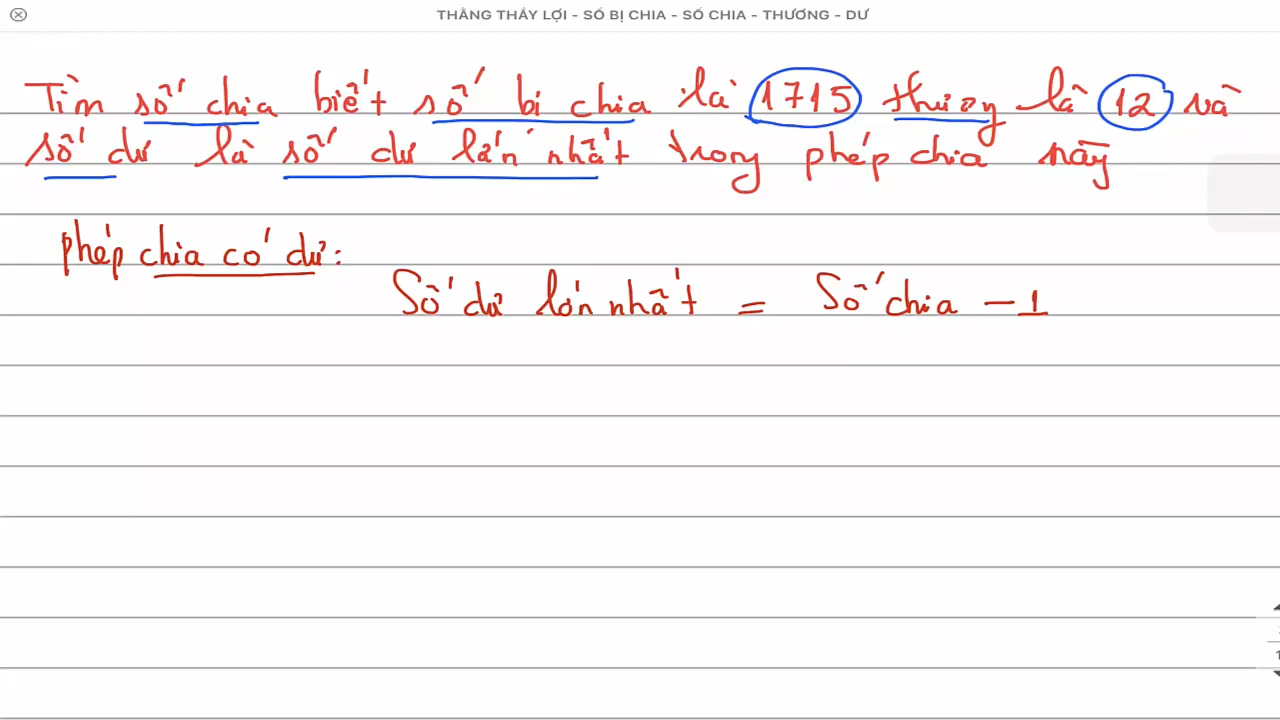 THẮNG THẦY LỢI - SỐ BỊ CHIA - SỐ CHIA - THƯƠNG - DƯ
Tìm số chia biết số bị chia là 1715 thương là 12 và
số dư là số dư lớn nhất trong phép chia này
phép chia có dư:
Số dư lớn nhất = Số chia - 1